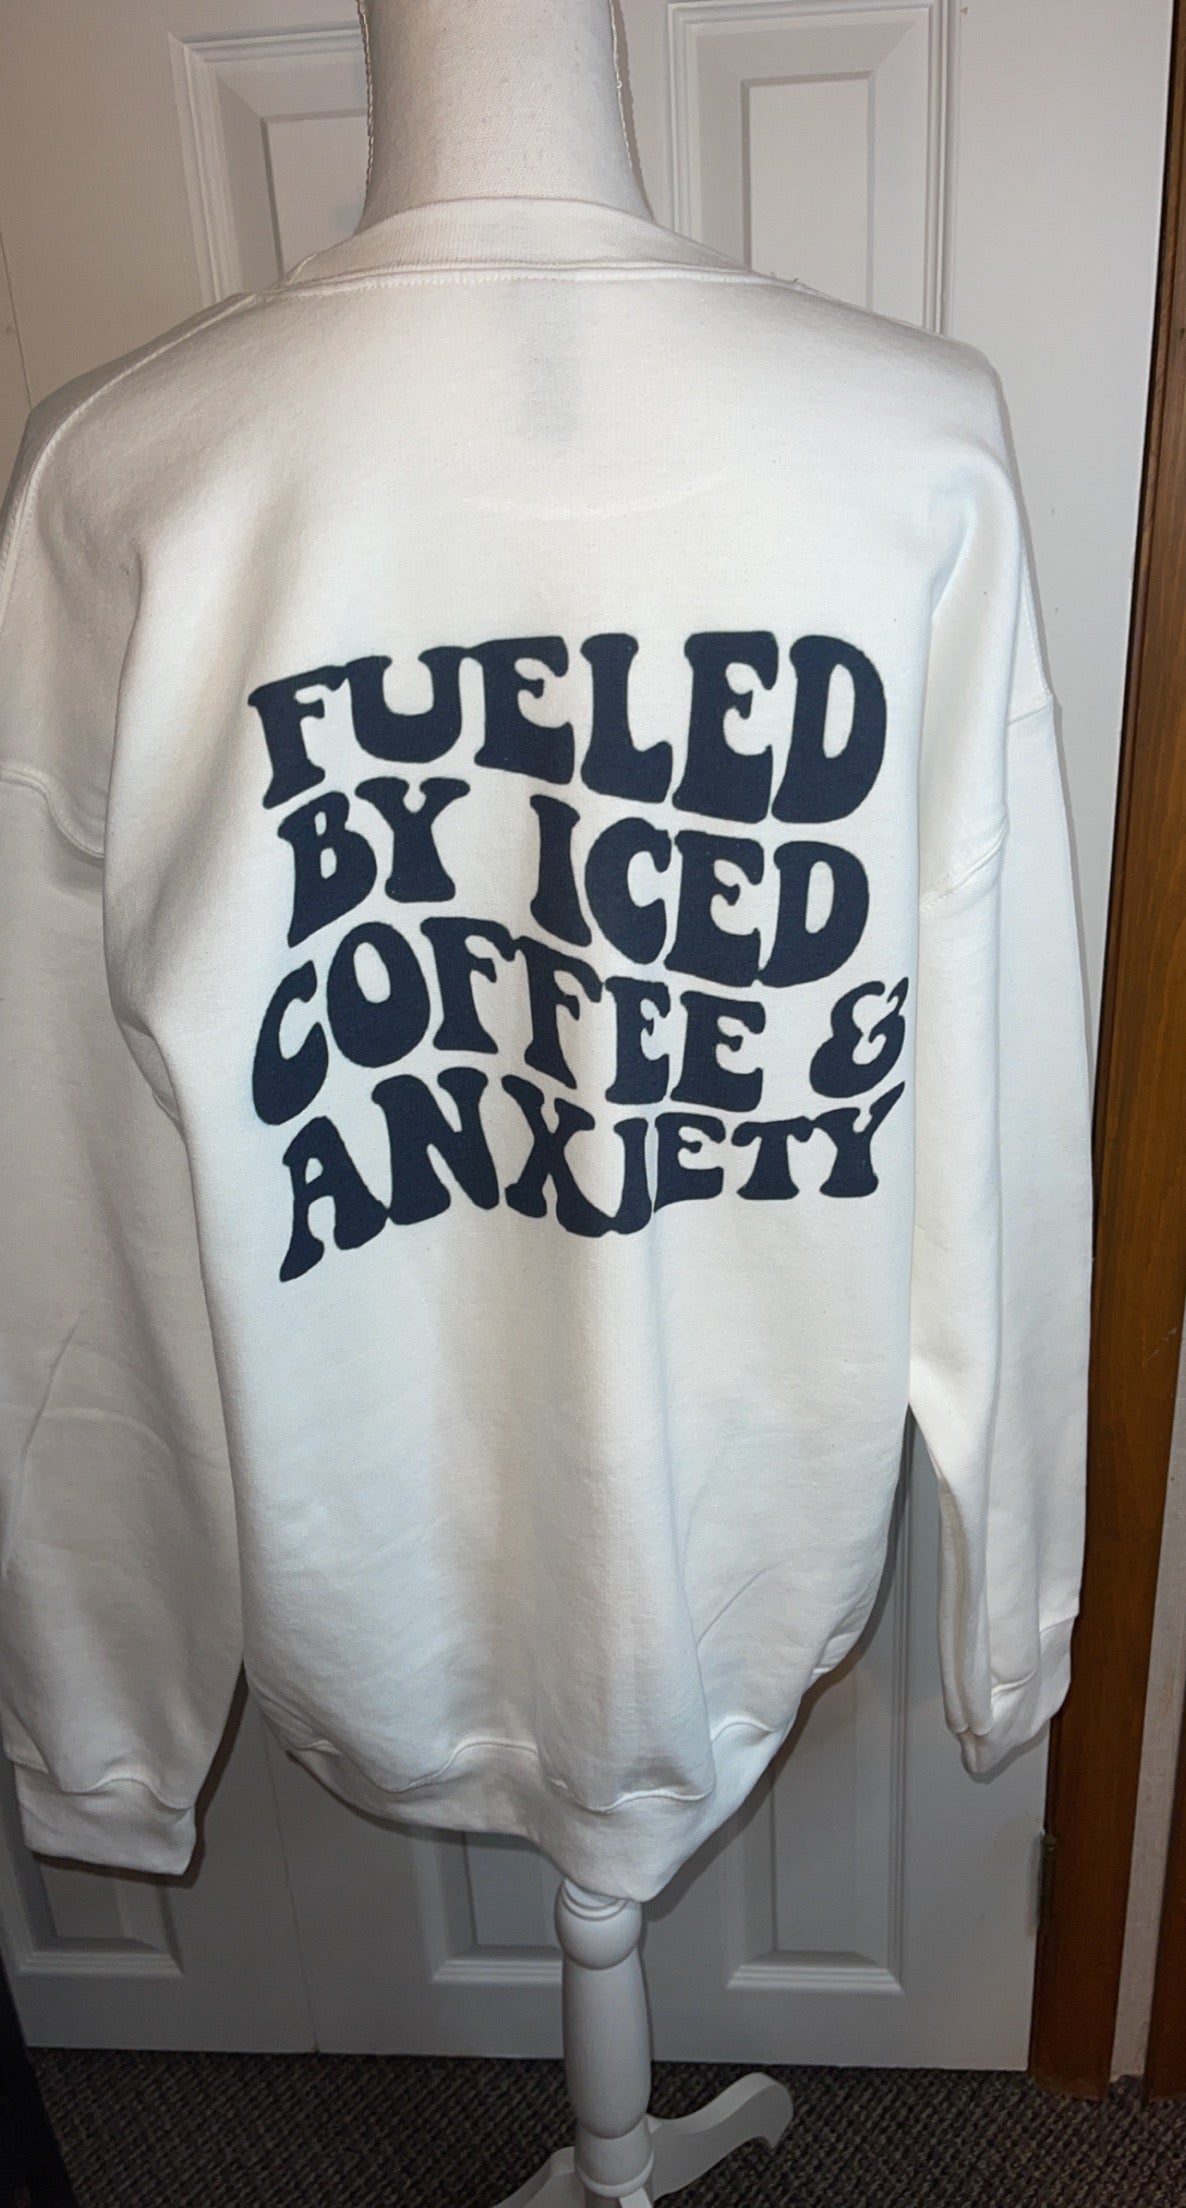 FUELED
BY ICED
COFFEE &
ANXIETY